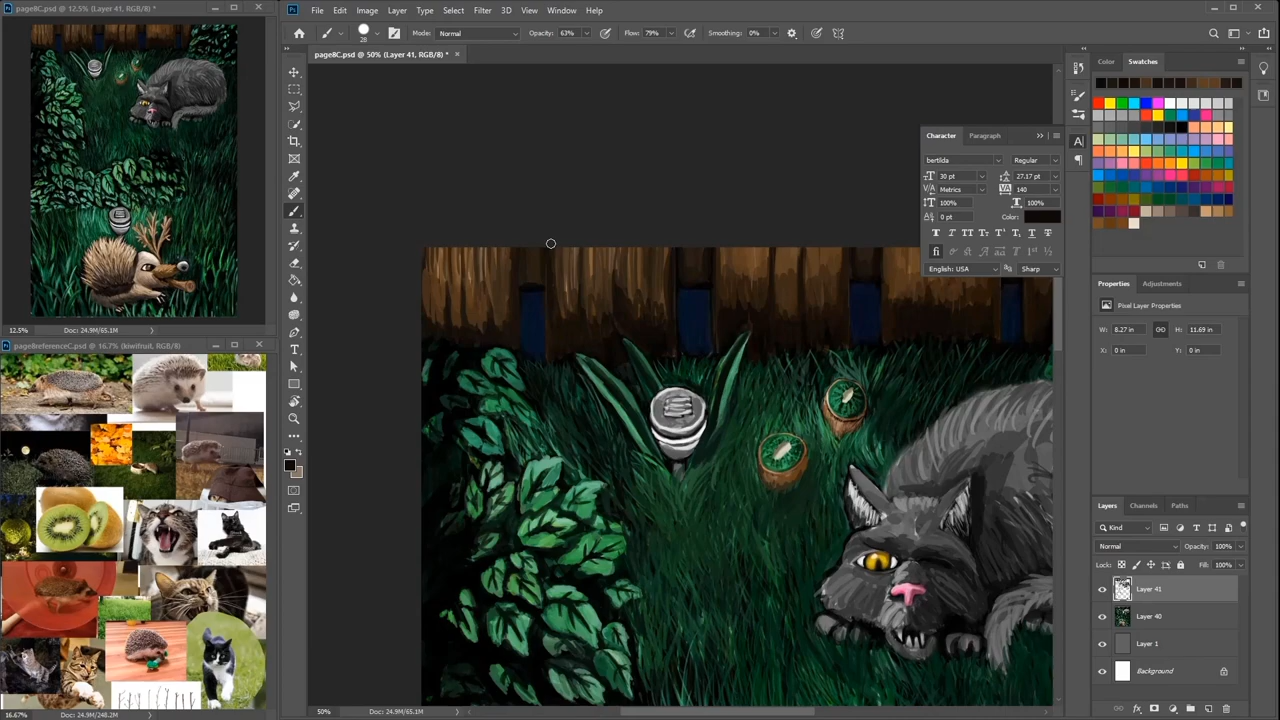 page8C.psd @ 12.5% (Layer 41, RGB/8) *
File Edit Image Layer Type Select Filter 3D View Window Help
28 Mode: Normal Opacity: 63% Flow: 79% Smoothing: 0%
page8C.psd @ 50% (Layer 41, RGB/8) *
Color Swatches
Character Paragraph
bertilda Regular
30 pt 27.17 pt
Metrics 140
100% 100%
0 pt Color:
English: USA Sharp
Properties Adjustments
Pixel Layer Properties
W: 8.27 in H: 11.69 in
X: 0 in Y: 0 in
12.5% Doc: 24.9M/65.1M
page8referenceC.psd @ 16.7% (kiwifruit, RGB/8)
Layers Channels Paths
Kind
Normal Opacity: 100%
Lock: Fill: 100%
Layer 41
Layer 40
Layer 1
Background
50% Doc: 24.9M/65.1M
16.67% Doc: 24.9M/248.2M